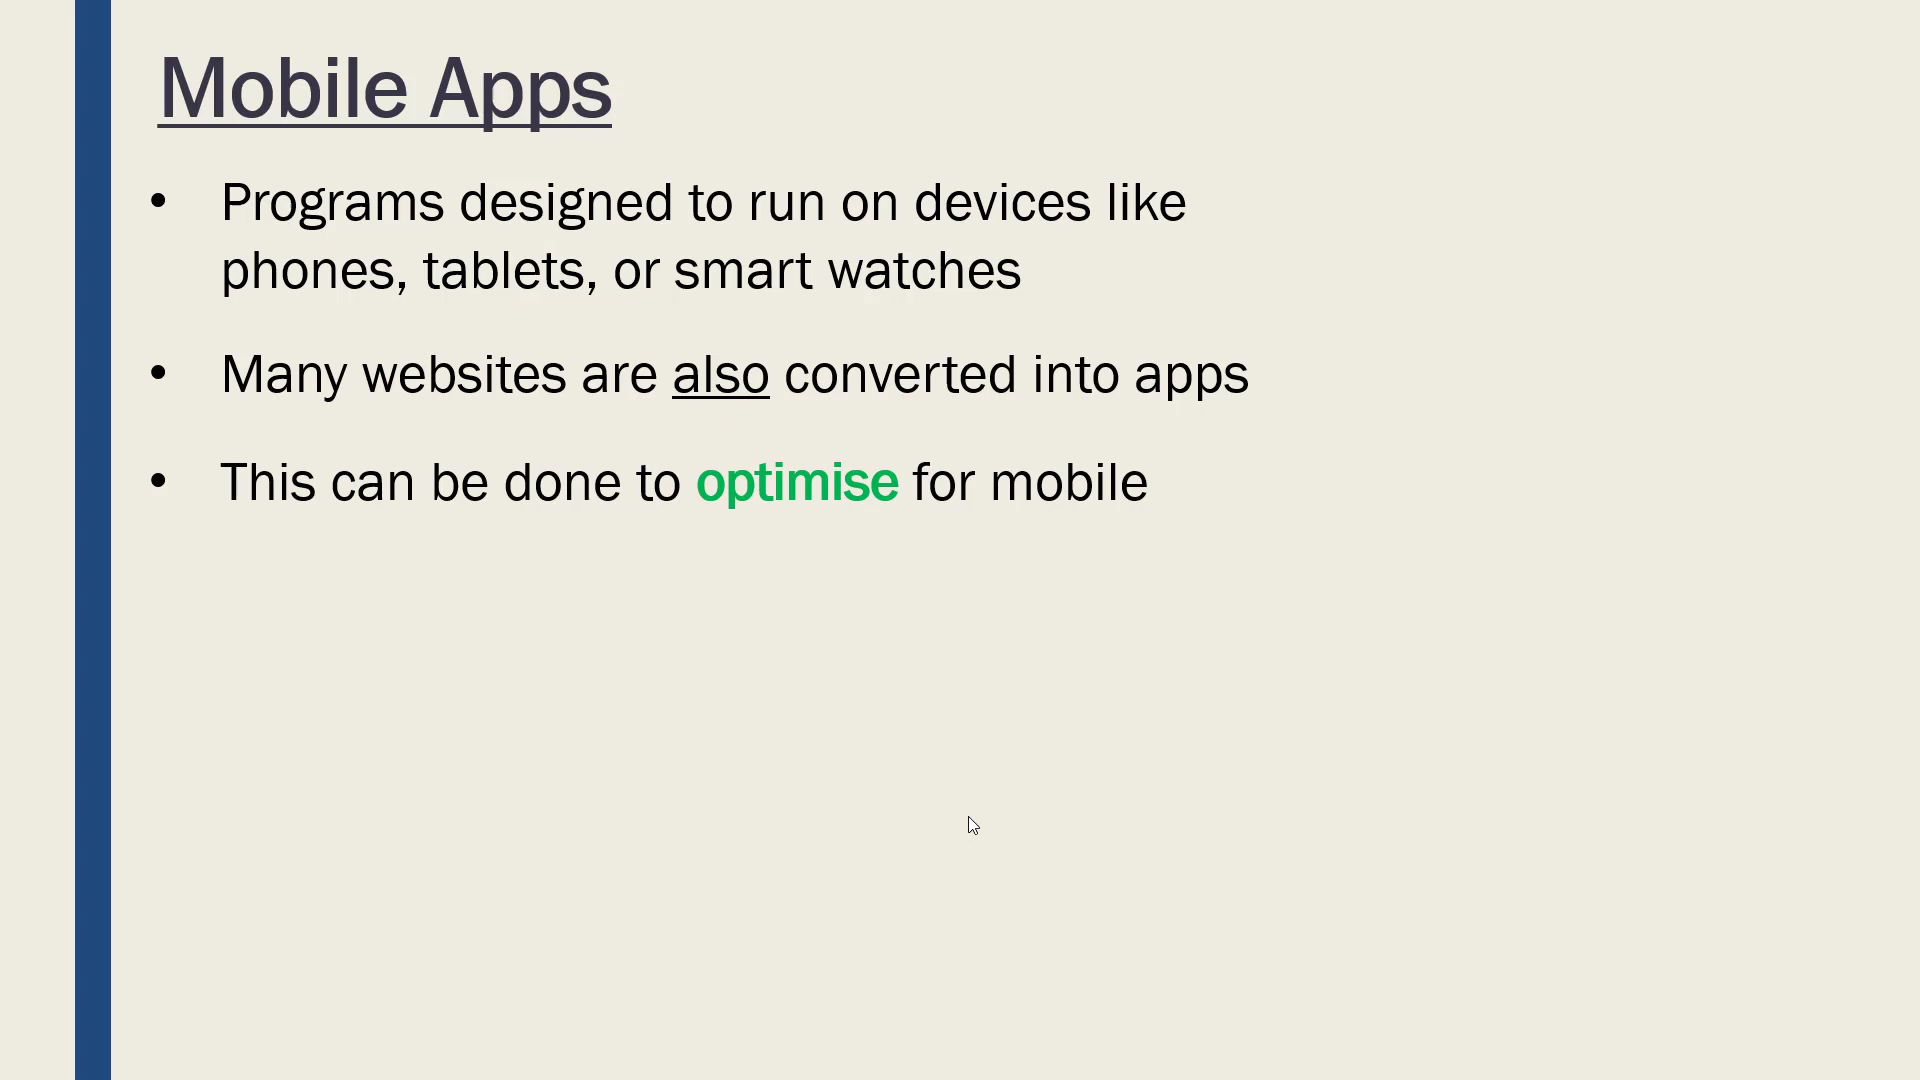 Mobile Apps
• Programs designed to run on devices like
phones, tablets, or smart watches
• Many websites are also converted into apps
• This can be done to optimise for mobile